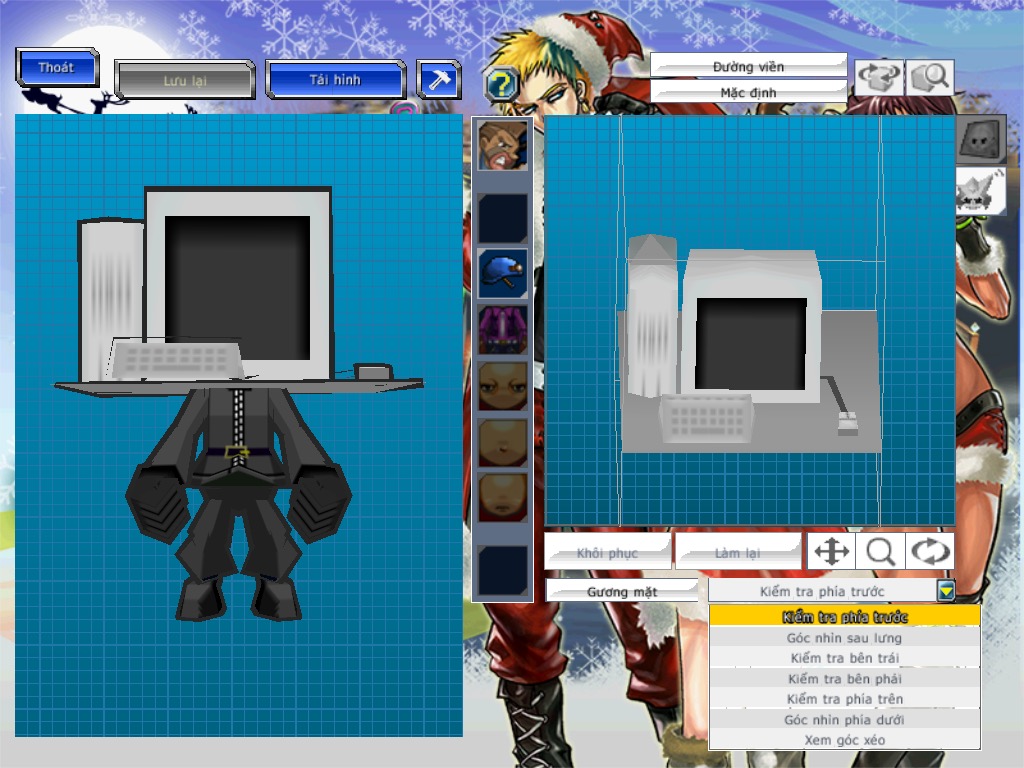 Thoát
Lưu lại
Tải hình
Đường viền
Mặc định
Khôi phục
Làm lại
Gương mặt
Kiểm tra phía trước
Kiểm tra phía trước
Góc nhìn sau lưng
Kiểm tra bên trái
Kiểm tra bên phải
Kiểm tra phía trên
Góc nhìn phía dưới
Xem góc xéo